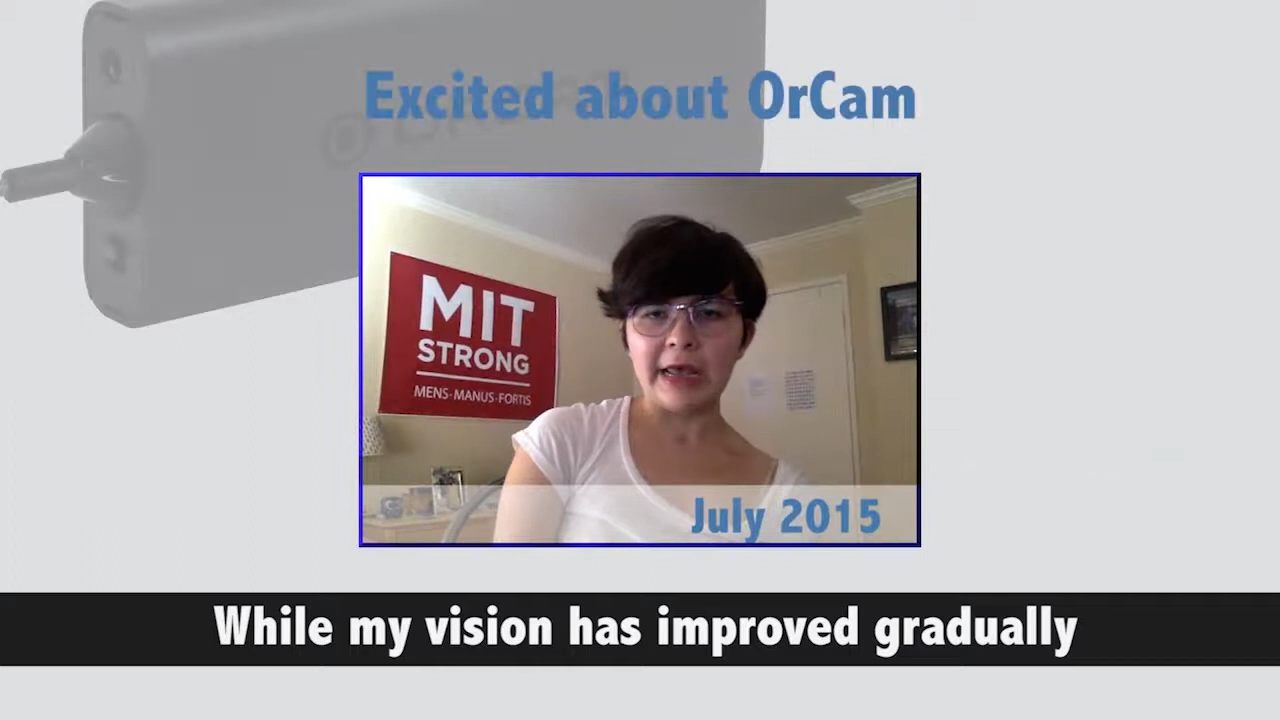 Excited about OrCam
MIT
STRONG
MENS·MANUS·FORTIS
July 2015
While my vision has improved gradually